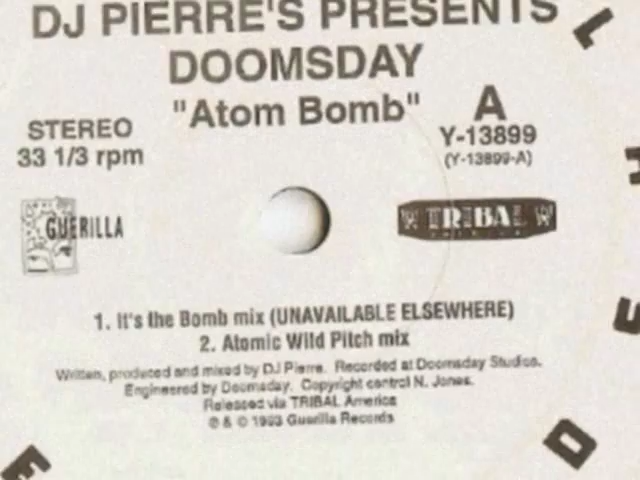 DJ PIERRE'S PRESENTS
DOOMSDAY
"Atom Bomb"
A
STEREO
33 1/3 rpm
Y-13899
(Y-13899-A)
GUERILLA
TRIBAL
1. It's the Bomb mix (UNAVAILABLE ELSEWHERE)
2. Atomic Wild Pitch mix
Written, produced and mixed by DJ Pierre. Recorded at Doomsday Studios.
Engineered by Doomsday. Copyright control N. Jones.
Released via TRIBAL America
℗ & © 1993 Guerilla Records
L
S
D
E